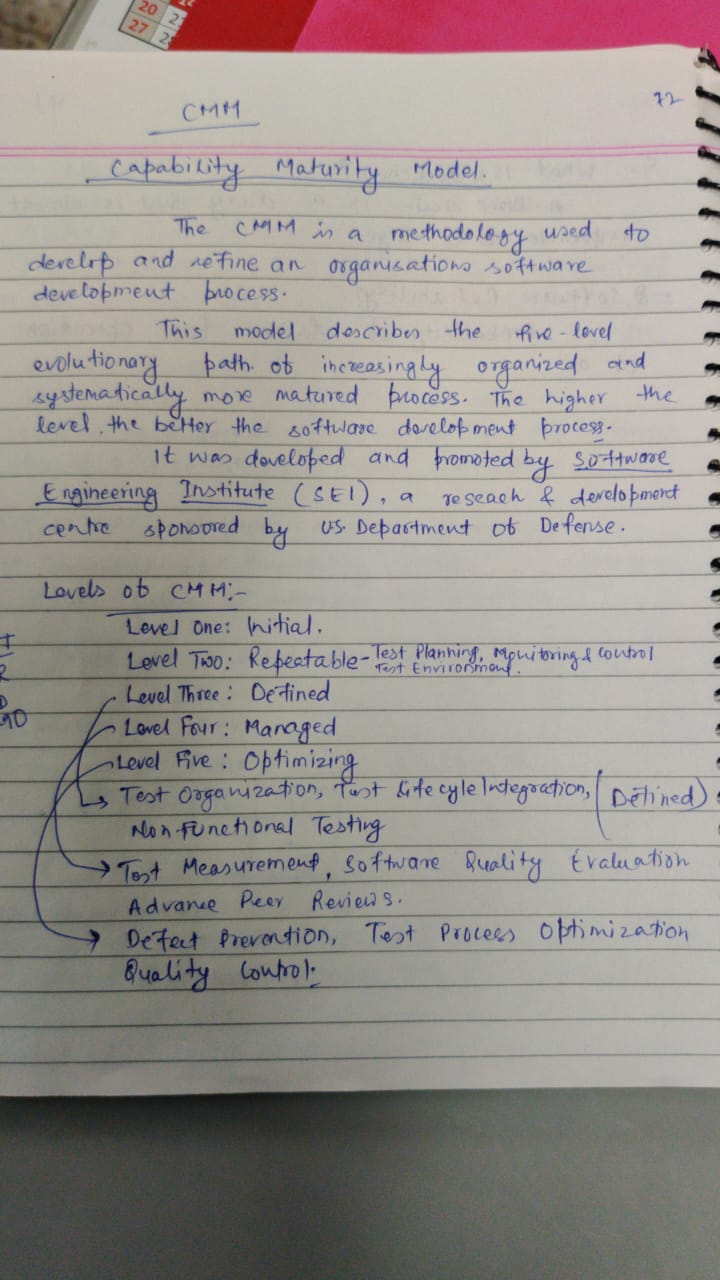 20 2
27 2
CMM
72
Capability Maturity Model.
The CMM is a methodology used to
develop and refine an organisations software
development process.
This model describes the five-level
evolutionary path of increasingly organized and
systematically more matured process. The higher the
level, the better the software development process.
It was developed and promoted by Software
Engineering Institute (SEI), a reseach & development
centre sponsored by U.S. Department of Defense.
Levels of CMM:-
Level One: Initial.
Level Two: Repeatable - Test Planning, Monitoring & Control
Test Environment.
Level Three: Defined
Level Four: Managed
Level Five: Optimizing
Test Organization, Test Lifecycle Integration, (Defined)
Non Functional Testing
Test Measurement, Software Quality Evaluation
Advance Peer Reviews.
Defect Prevention, Test Process Optimization
Quality Control.